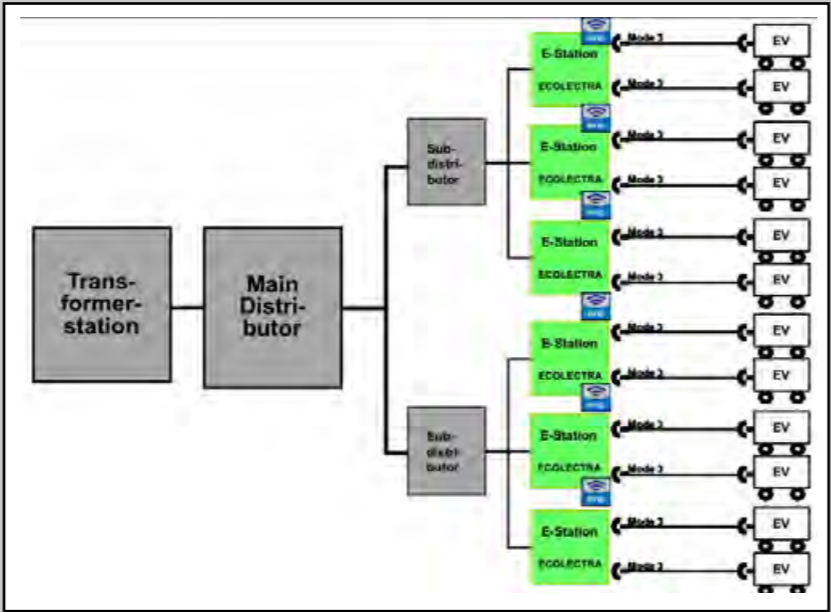 Trans-
former-
station
Main
Distri-
butor
Sub-
distri-
butor
E-Station
ECOLECTRA
Mode 3
EV
Mode 3
EV
E-Station
ECOLECTRA
Mode 3
EV
Mode 3
EV
E-Station
ECOLECTRA
Mode 3
EV
Mode 3
EV
Sub-
distri-
butor
E-Station
ECOLECTRA
Mode 3
EV
Mode 3
EV
E-Station
ECOLECTRA
Mode 3
EV
Mode 3
EV
E-Station
ECOLECTRA
Mode 3
EV
Mode 3
EV